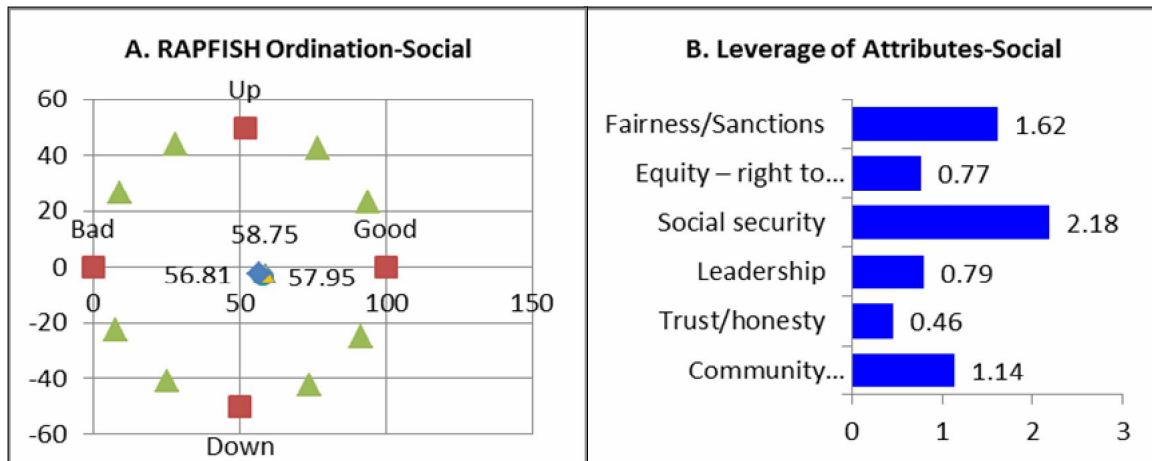 A. RAPFISH Ordination-Social
Up
60
40
20
Bad
Good
58.75
0
56.81
57.95
0
50
100
150
-20
-40
-60
Down
B. Leverage of Attributes-Social
Fairness/Sanctions
1.62
Equity – right to...
0.77
Social security
2.18
Leadership
0.79
Trust/honesty
0.46
Community...
1.14
0
1
2
3